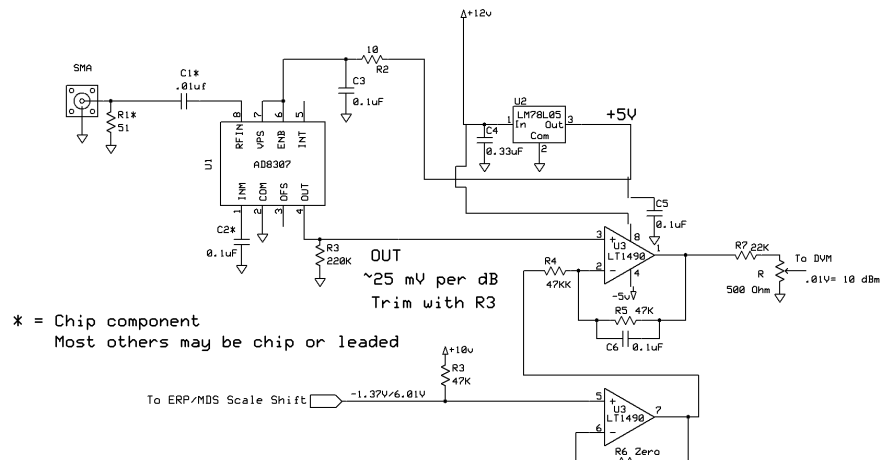 +12v
SMA
C1*
.01uf
R1*
51
10
R2
C3
0.1uF
8
7
6
5
RFIN
VPS
ENB
INT
U1
AD8307
INM
COM
OFS
OUT
1
2
3
4
C2*
0.1uF
U2
LM78L05
1
In
Out
3
Com
2
+5V
C4
0.33uF
C5
0.1uF
R3
220K
OUT
~25 mV per dB
Trim with R3
3
+
8
1
U3
LT1490
2
-
4
-5v
R4
47KK
R5 47K
C6
0.1uF
R7 22K
To DVM
R
.01V= 10 dBm
500 Ohm
* = Chip component
Most others may be chip or leaded
+10v
R3
47K
To ERP/MDS Scale Shift
-1.37V/6.01V
5
+
7
U3
LT1490
6
-
R6 Zero